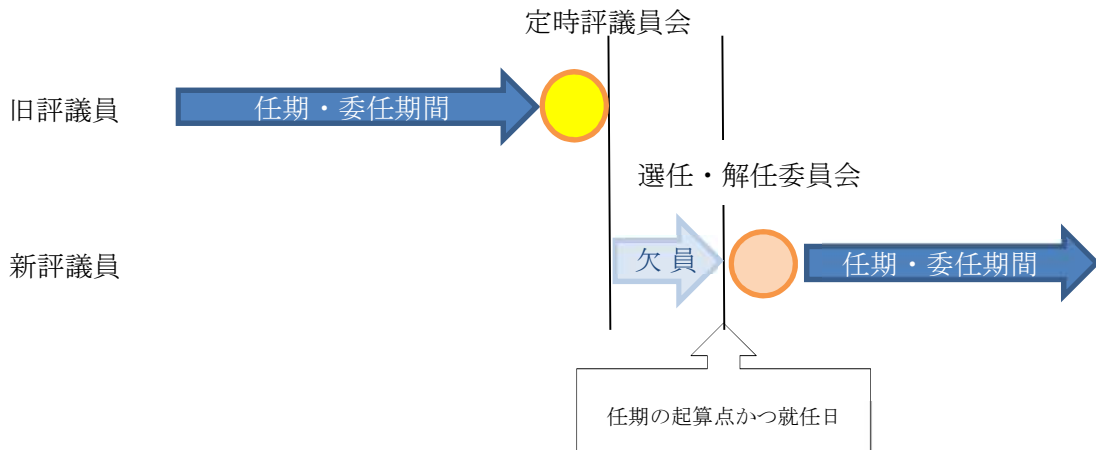 定時評議員会
旧評議員
任期・委任期間
選任・解任委員会
新評議員
欠員
任期・委任期間
任期の起算点かつ就任日